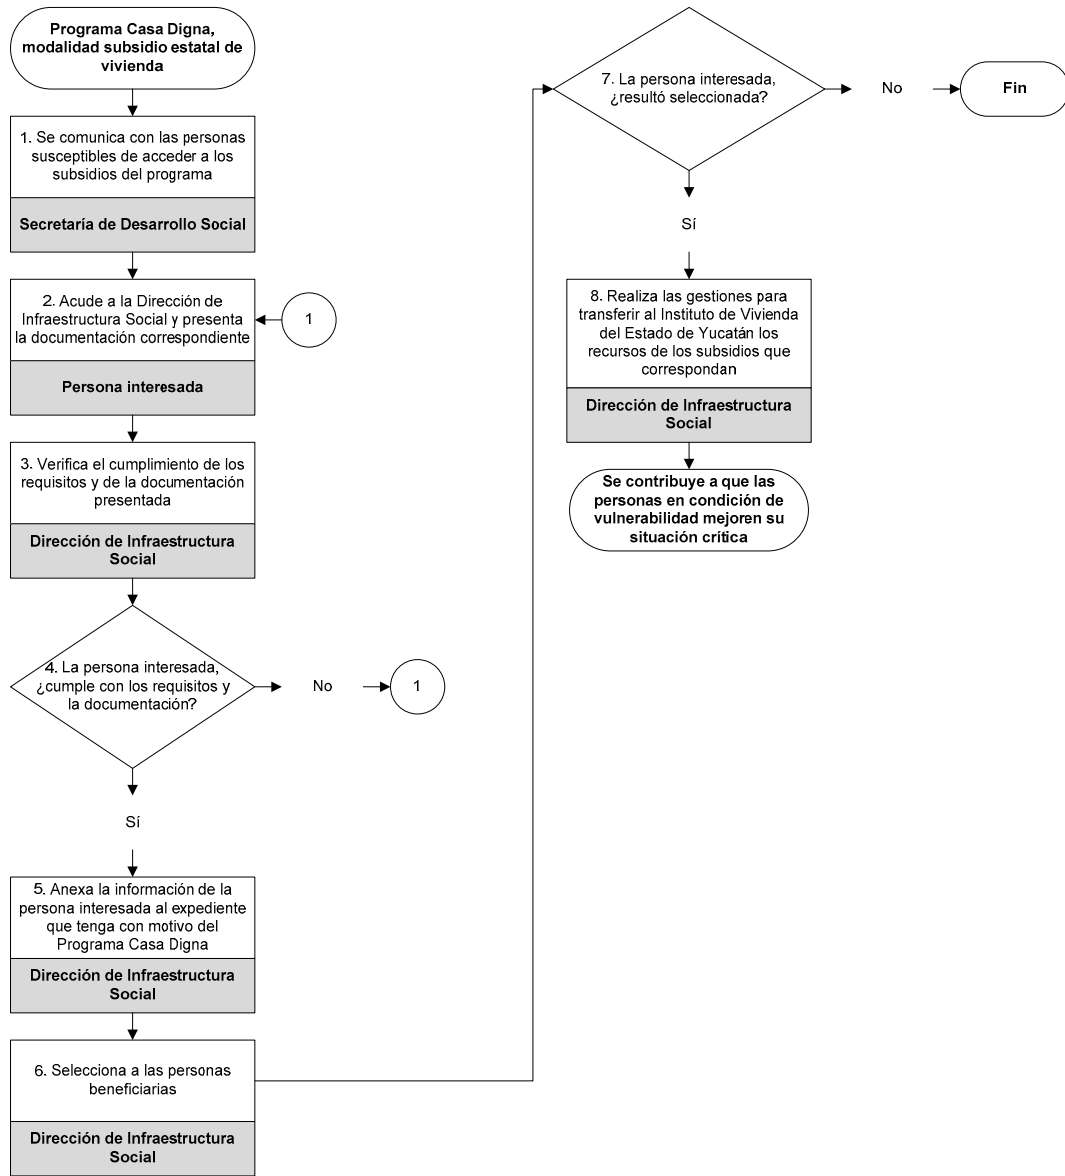 Programa Casa Digna,
modalidad subsidio estatal de
vivienda
1. Se comunica con las personas
susceptibles de acceder a los
subsidios del programa
Secretaría de Desarrollo Social
2. Acude a la Dirección de
Infraestructura Social y presenta
la documentación correspondiente
1
Persona interesada
3. Verifica el cumplimiento de los
requisitos y de la documentación
presentada
Dirección de Infraestructura
Social
4. La persona interesada,
¿cumple con los requisitos y
la documentación?
No
1
Sí
5. Anexa la información de la
persona interesada al expediente
que tenga con motivo del
Programa Casa Digna
Dirección de Infraestructura
Social
6. Selecciona a las personas
beneficiarias
Dirección de Infraestructura
Social
7. La persona interesada,
¿resultó seleccionada?
No
Fin
Sí
8. Realiza las gestiones para
transferir al Instituto de Vivienda
del Estado de Yucatán los
recursos de los subsidios que
correspondan
Dirección de Infraestructura
Social
Se contribuye a que las
personas en condición de
vulnerabilidad mejoren su
situación crítica